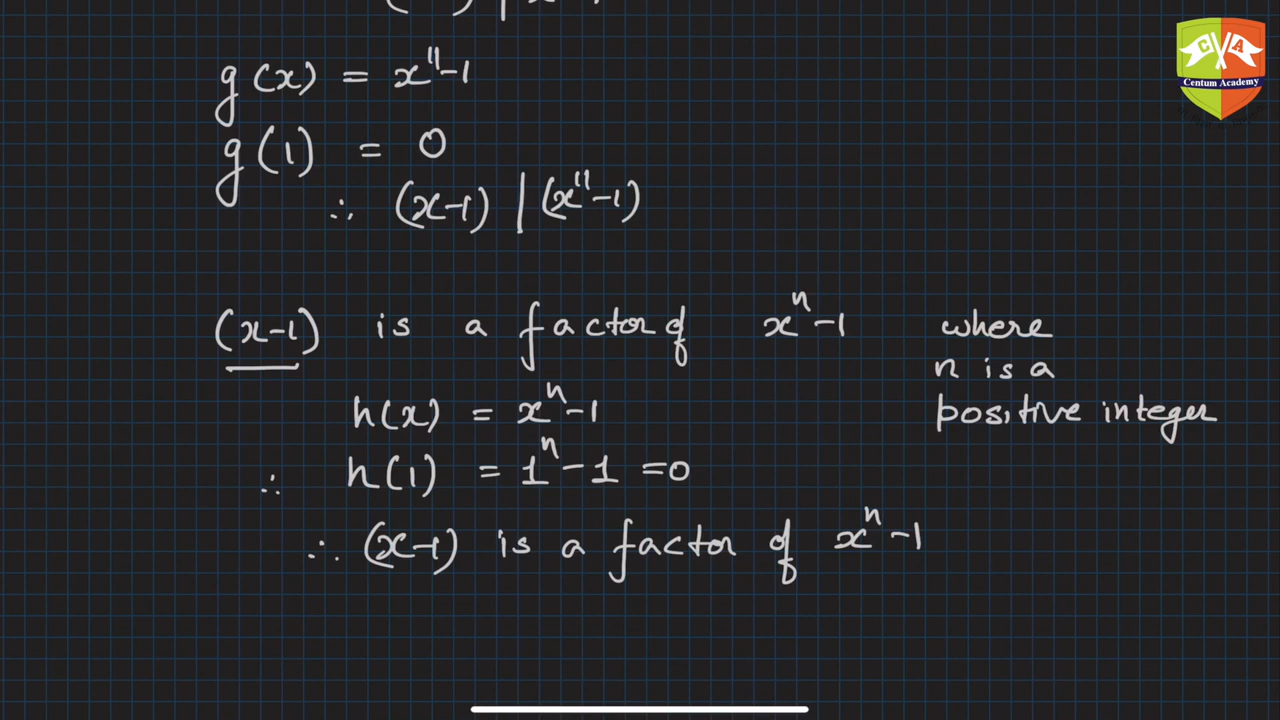 C A
Centum Academy
g(x) = x¹¹-1
g(1) = 0
∴ (x-1) | (x¹¹-1)
(x-1) is a factor of xⁿ-1 where
n is a
positive integer
h(x) = xⁿ-1
∴ h(1) = 1ⁿ-1 =0
∴ (x-1) is a factor of xⁿ-1